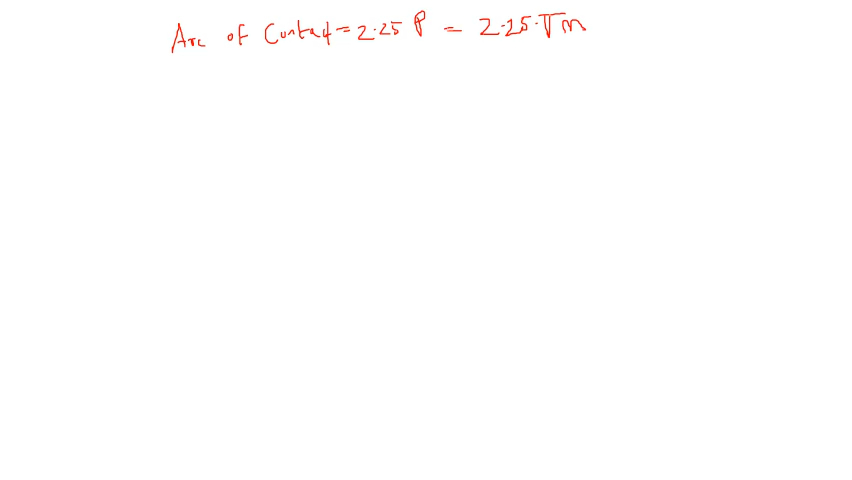 Arc of Contact = 2.25 P = 2.25.πm